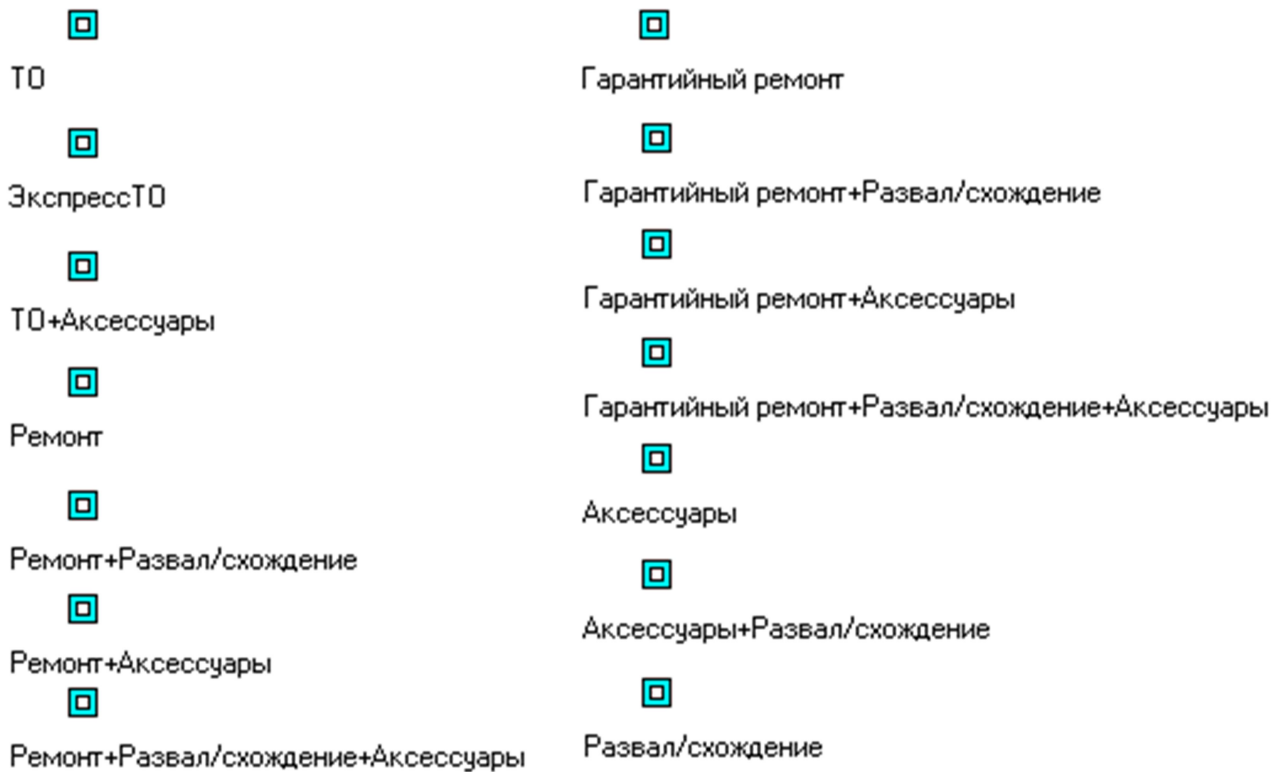 ТО
ЭкспрессТО
ТО+Аксессуары
Ремонт
Ремонт+Развал/схождение
Ремонт+Аксессуары
Ремонт+Развал/схождение+Аксессуары
Гарантийный ремонт
Гарантийный ремонт+Развал/схождение
Гарантийный ремонт+Аксессуары
Гарантийный ремонт+Развал/схождение+Аксессуары
Аксессуары
Аксессуары+Развал/схождение
Развал/схождение